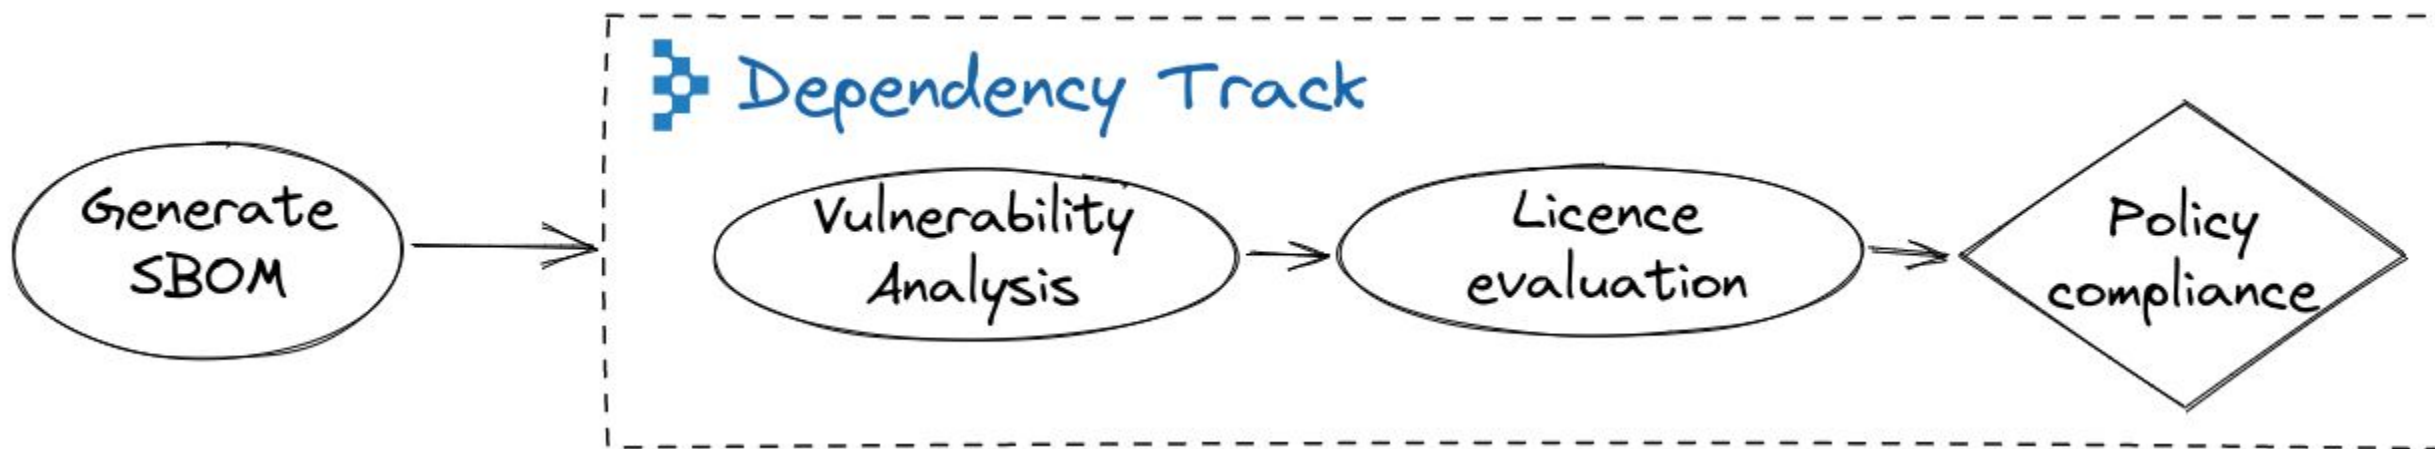 Dependency Track
Generate
SBOM
Vulnerability
Analysis
Licence
evaluation
Policy
compliance